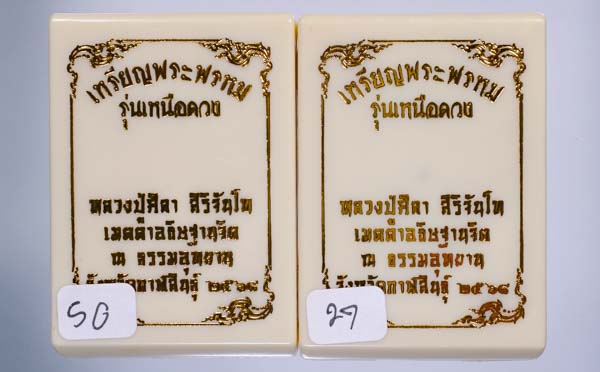 เหรียญพระพรหม
รุ่นเหนือดวง
หลวงปู่ศิลา สิริจันโท
เมตตาอธิษฐานจิต
ณ ธรรมอุทยาน
จังหวัดกาฬสินธุ์ ๒๕๖๘
50
เหรียญพระพรหม
รุ่นเหนือดวง
หลวงปู่ศิลา สิริจันโท
เมตตาอธิษฐานจิต
ณ ธรรมอุทยาน
จังหวัดกาฬสินธุ์ ๒๕๖๘
27